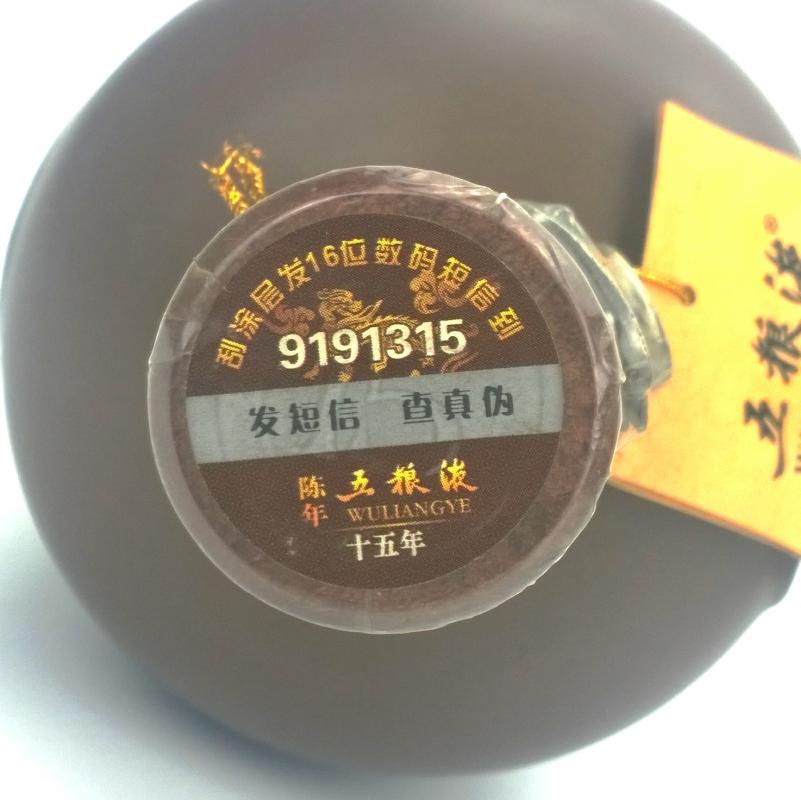 刮涂层发16位数码短信到
9191315
发短信 查真伪
陈年 五粮液
WULIANGYE
十五年
五粮液®